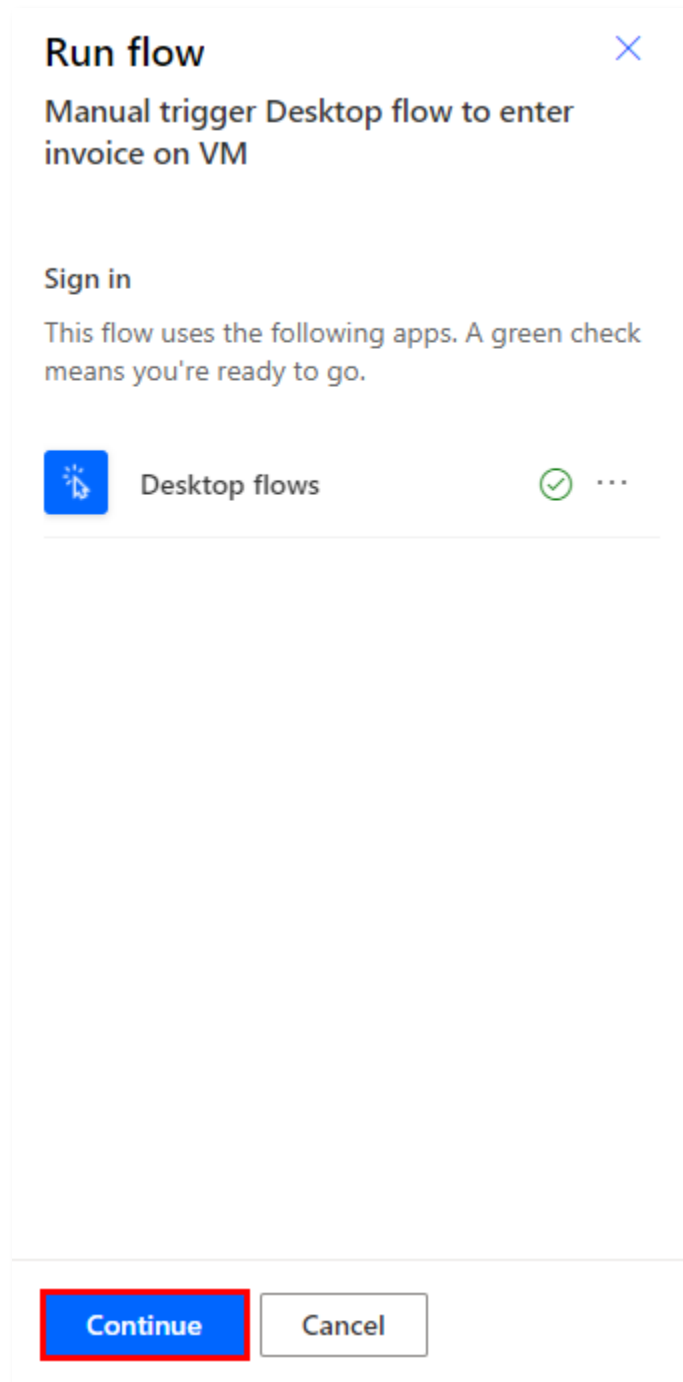 Run flow
Manual trigger Desktop flow to enter
invoice on VM
Sign in
This flow uses the following apps. A green check
means you're ready to go.
Desktop flows
Continue
Cancel